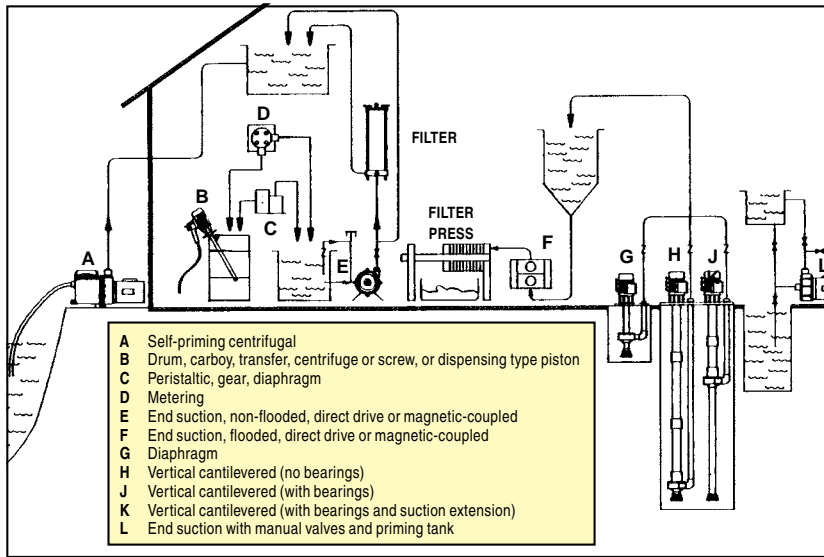 D
FILTER
B
C
FILTER
PRESS
F
A
E
G
H
J
L
A Self-priming centrifugal
B Drum, carboy, transfer, centrifuge or screw, or dispensing type piston
C Peristaltic, gear, diaphragm
D Metering
E End suction, non-flooded, direct drive or magnetic-coupled
F End suction, flooded, direct drive or magnetic-coupled
G Diaphragm
H Vertical cantilevered (no bearings)
J Vertical cantilevered (with bearings)
K Vertical cantilevered (with bearings and suction extension)
L End suction with manual valves and priming tank